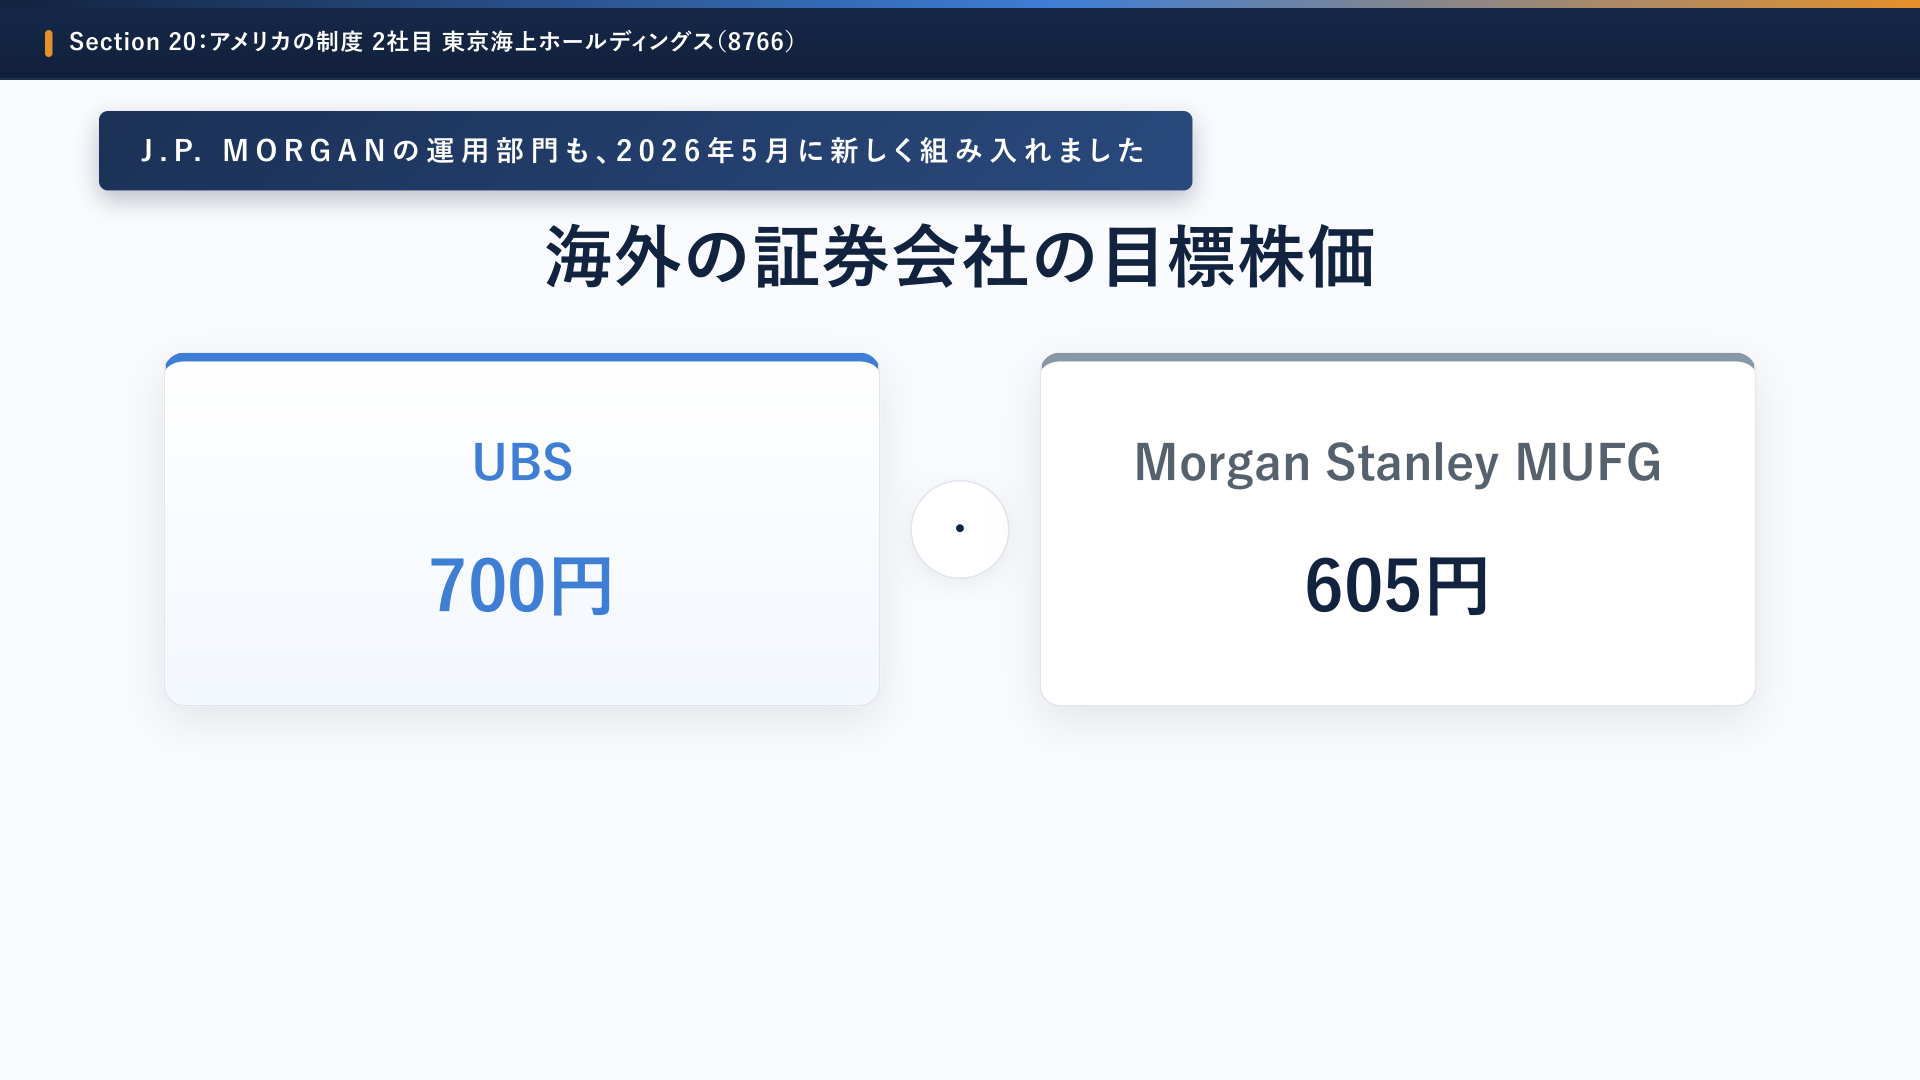 Section 20：アメリカの制度 2社目 東京海上ホールディングス（8766）
J.P. MORGANの運用部門も、2026年5月に新しく組み入れました
海外の証券会社の目標株価
UBS
700円
・
Morgan Stanley MUFG
605円